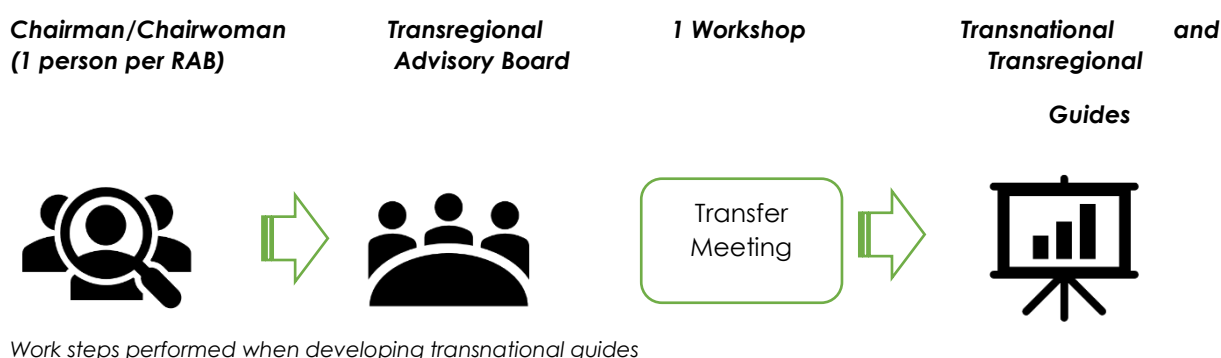 Chairman/Chairwoman
(1 person per RAB)
Transregional
Advisory Board
1 Workshop
Transnational and
Transregional
Guides
Transfer
Meeting
Work steps performed when developing transnational guides